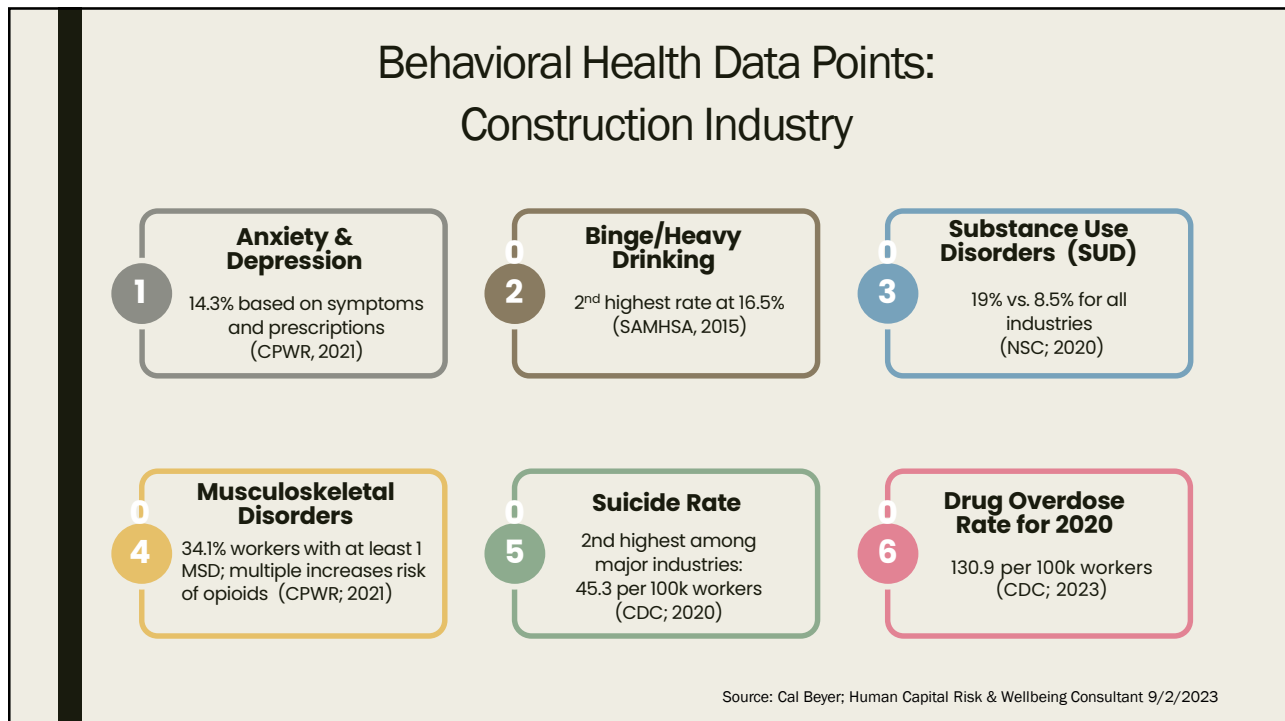 Behavioral Health Data Points:
Construction Industry
1
Anxiety &
Depression
14.3% based on symptoms
and prescriptions
(CPWR, 2021)
0
2
Binge/Heavy
Drinking
2nd highest rate at 16.5%
(SAMHSA, 2015)
0
3
Substance Use
Disorders (SUD)
19% vs. 8.5% for all
industries
(NSC; 2020)
0
4
Musculoskeletal
Disorders
34.1% workers with at least 1
MSD; multiple increases risk
of opioids (CPWR; 2021)
0
5
Suicide Rate
2nd highest among
major industries:
45.3 per 100k workers
(CDC; 2020)
0
6
Drug Overdose
Rate for 2020
130.9 per 100k workers
(CDC; 2023)
Source: Cal Beyer; Human Capital Risk & Wellbeing Consultant 9/2/2023